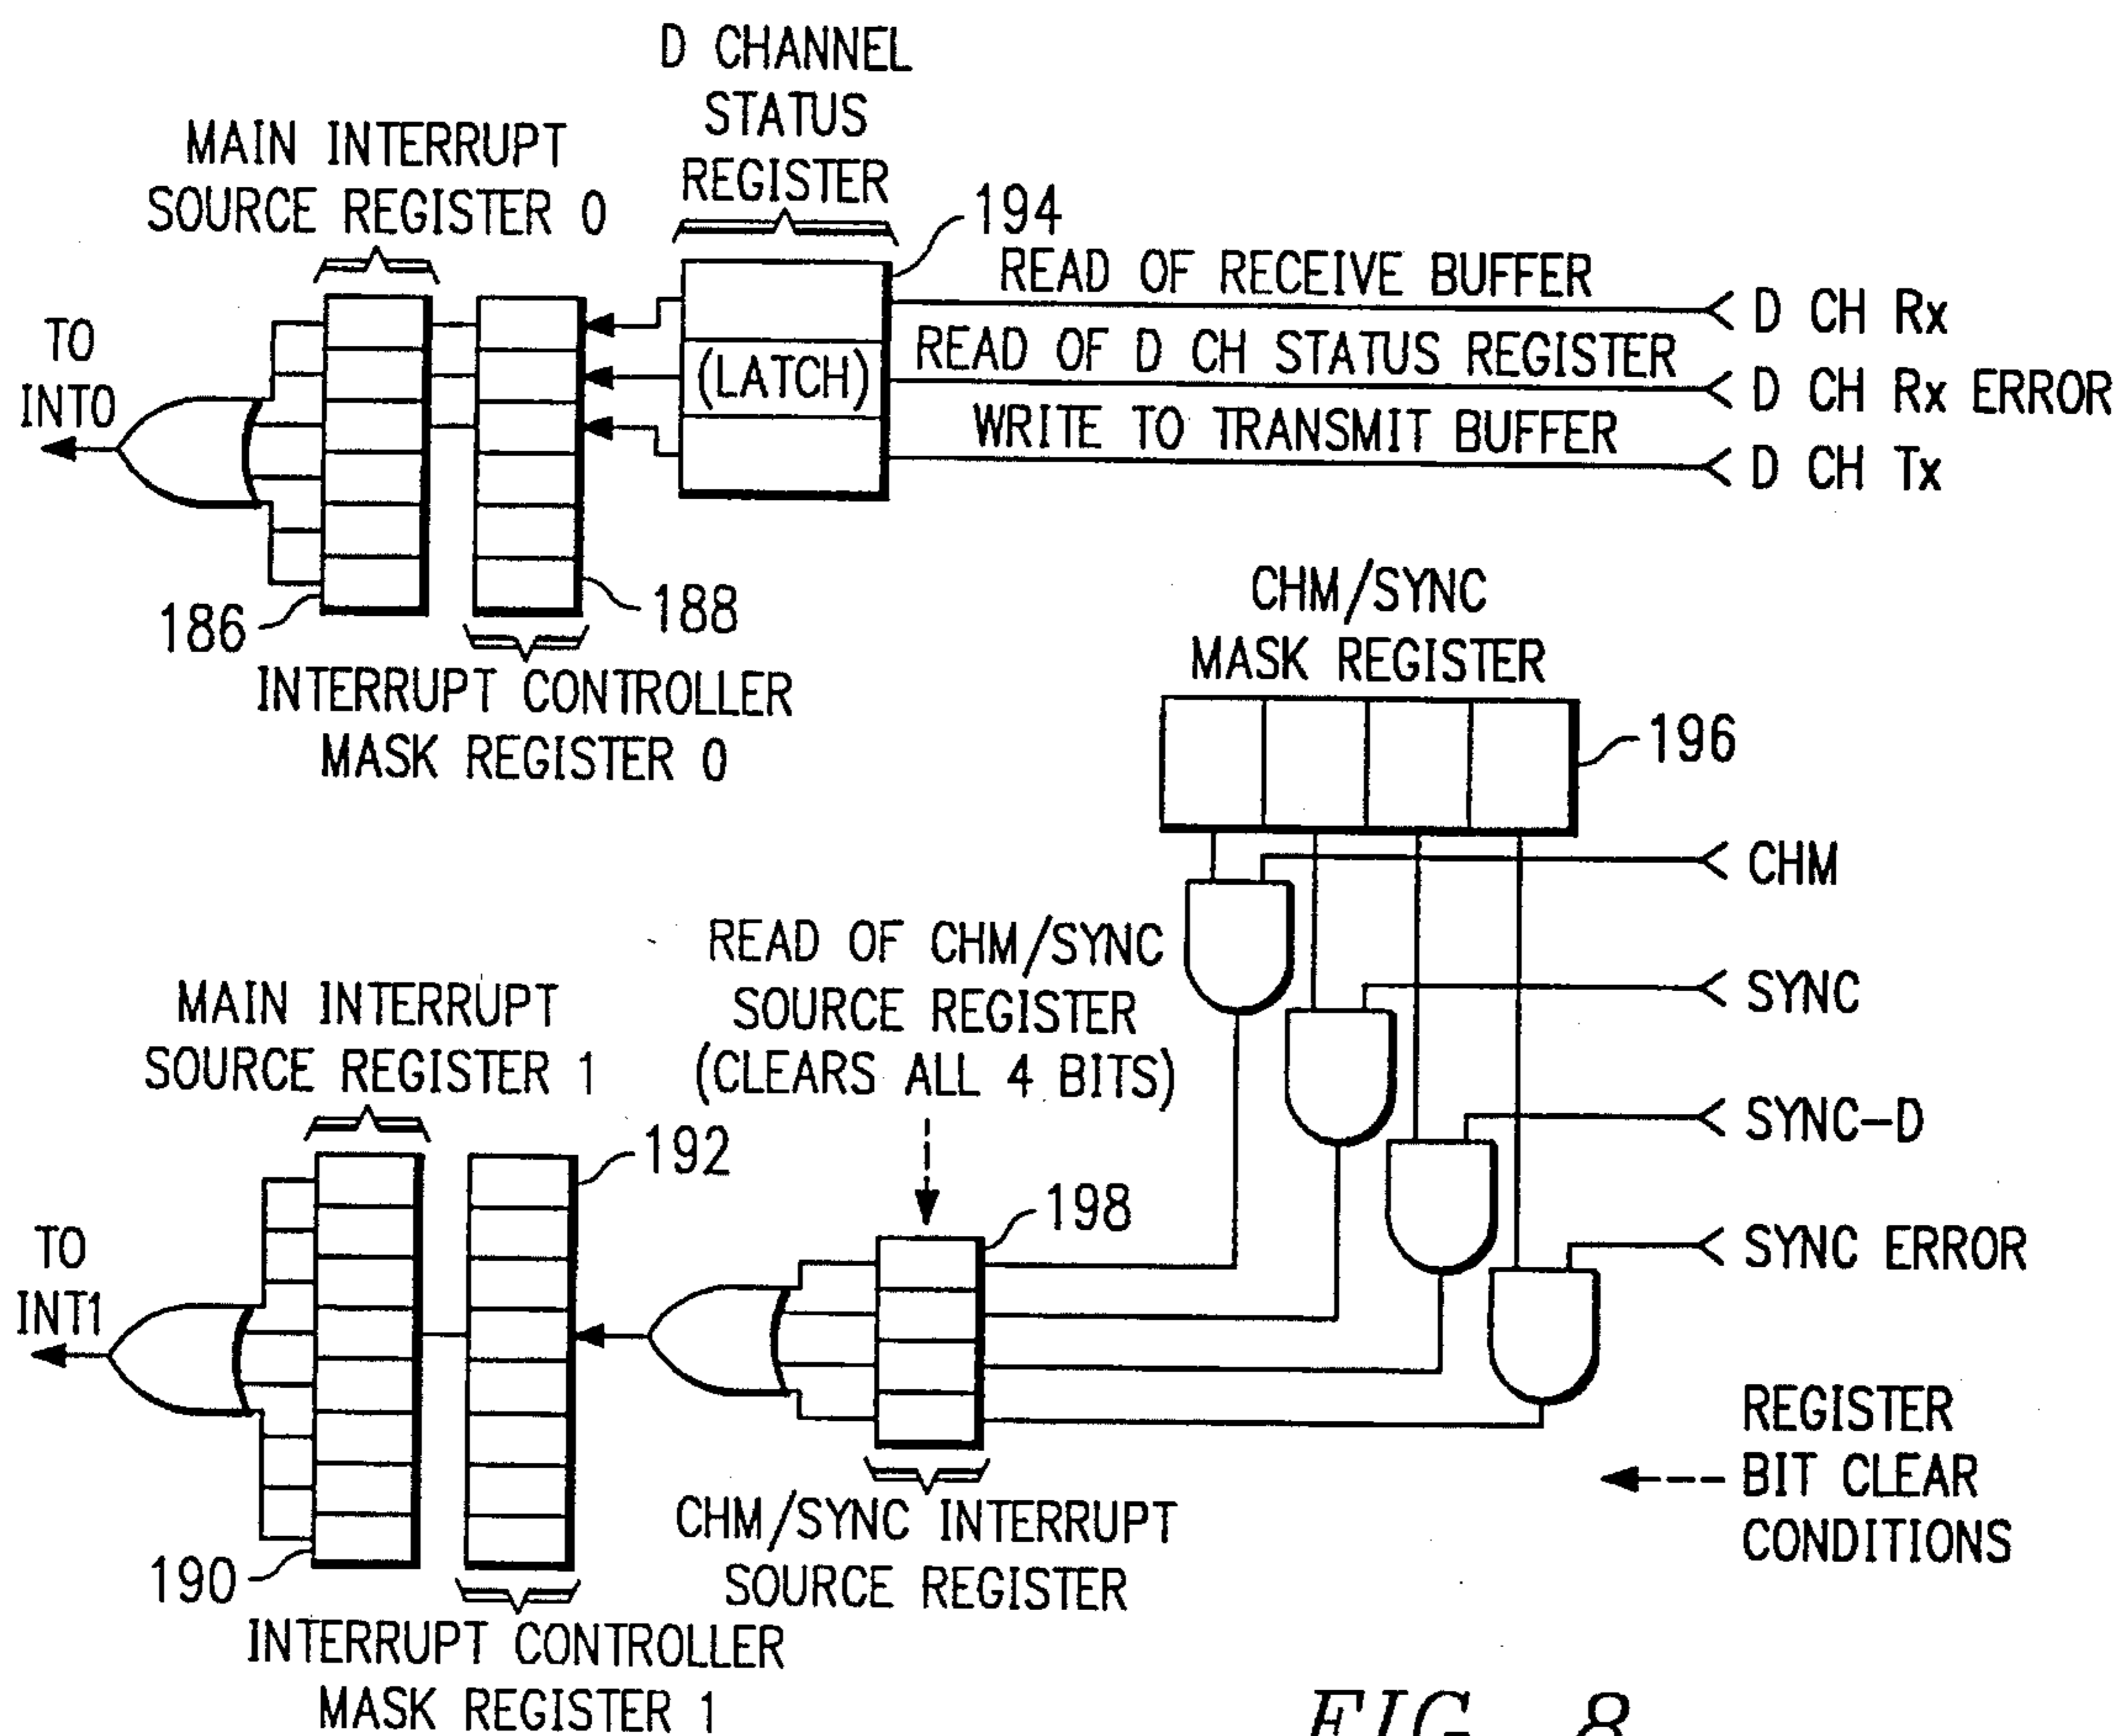 D CHANNEL
STATUS
REGISTER
MAIN INTERRUPT
SOURCE REGISTER 0
194
READ OF RECEIVE BUFFER
D CH Rx
TO
INT0
(LATCH)
READ OF D CH STATUS REGISTER
D CH Rx ERROR
WRITE TO TRANSMIT BUFFER
D CH Tx
186
188
INTERRUPT CONTROLLER
MASK REGISTER 0
CHM/SYNC
MASK REGISTER
196
CHM
SYNC
SYNC-D
SYNC ERROR
READ OF CHM/SYNC
SOURCE REGISTER
(CLEARS ALL 4 BITS)
MAIN INTERRUPT
SOURCE REGISTER 1
192
198
TO
INT1
190
CHM/SYNC INTERRUPT
SOURCE REGISTER
INTERRUPT CONTROLLER
MASK REGISTER 1
REGISTER
BIT CLEAR
CONDITIONS
FIG. 8